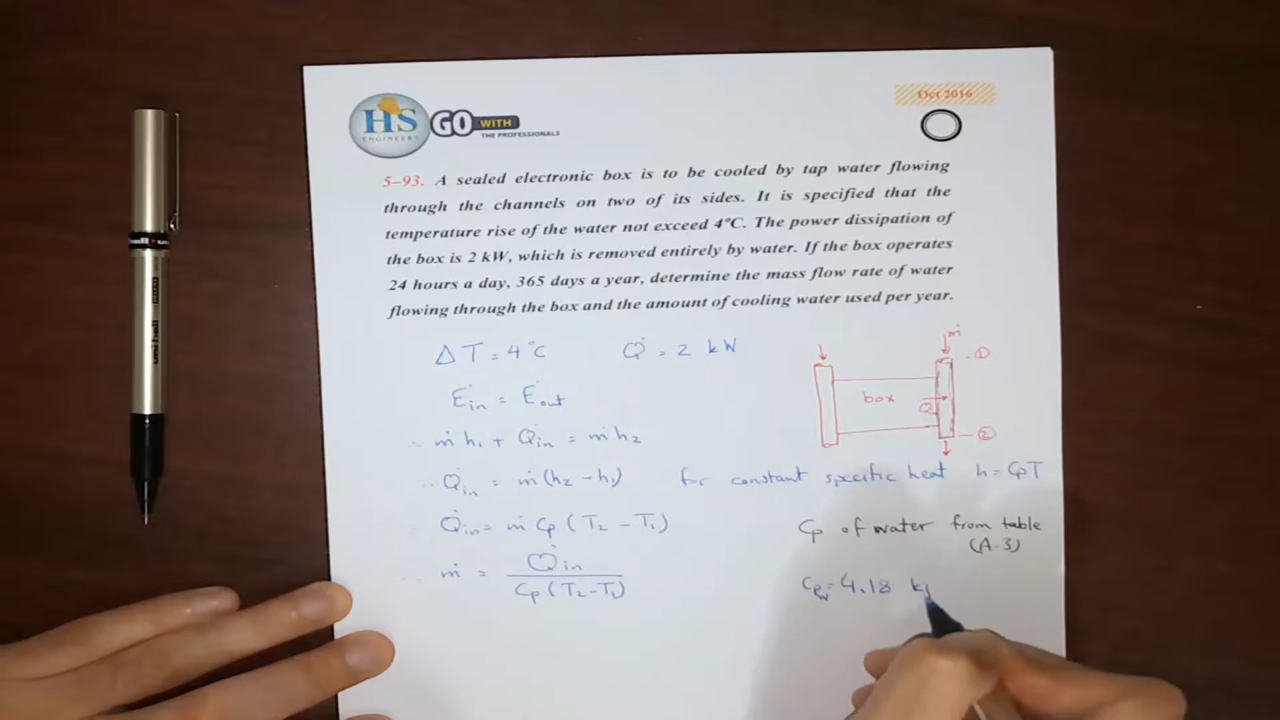 HS
ENGINEERS
GO WITH
THE PROFESSIONALS
Oct 2016
5–93. A sealed electronic box is to be cooled by tap water flowing
through the channels on two of its sides. It is specified that the
temperature rise of the water not exceed 4°C. The power dissipation of
the box is 2 kW, which is removed entirely by water. If the box operates
24 hours a day, 365 days a year, determine the mass flow rate of water
flowing through the box and the amount of cooling water used per year.
ΔT = 4°C Q̇ = 2 kW
Ėin = Ėout
∴ ṁh₁ + Q̇in = ṁh₂
∴ Q̇in = ṁ(h₂ - h₁) for constant specific heat h = CpT
∴ Q̇in = ṁ Cp (T₂ - T₁)
∴ ṁ = Q̇in / Cp (T₂ - T₁)
ṁ
①
box
Q
②
Cp of water from table
(A-3)
Cpw = 4.18 kJ